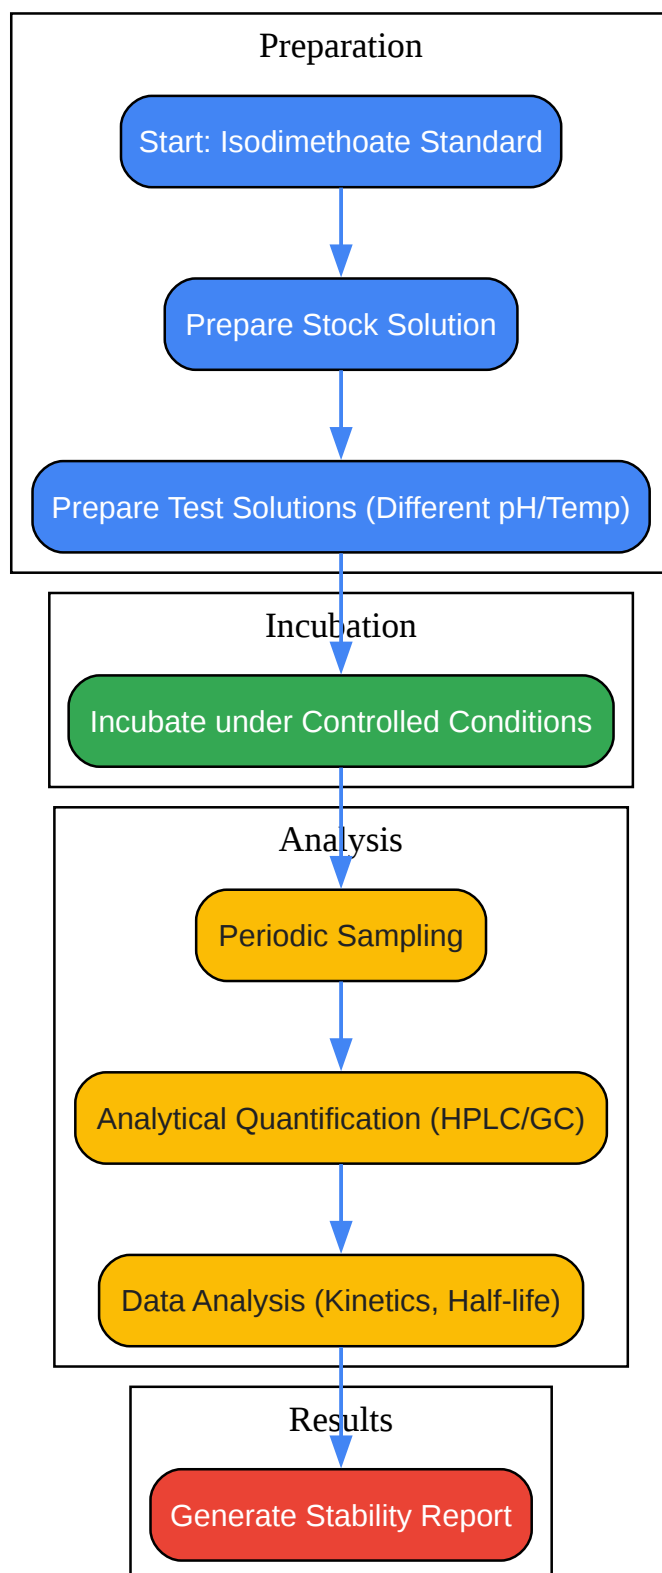 Preparation
Start: Isodimethoate Standard
Prepare Stock Solution
Prepare Test Solutions (Different pH/Temp)
Incubation
Incubate under Controlled Conditions
Analysis
Periodic Sampling
Analytical Quantification (HPLC/GC)
Data Analysis (Kinetics, Half-life)
Results
Generate Stability Report